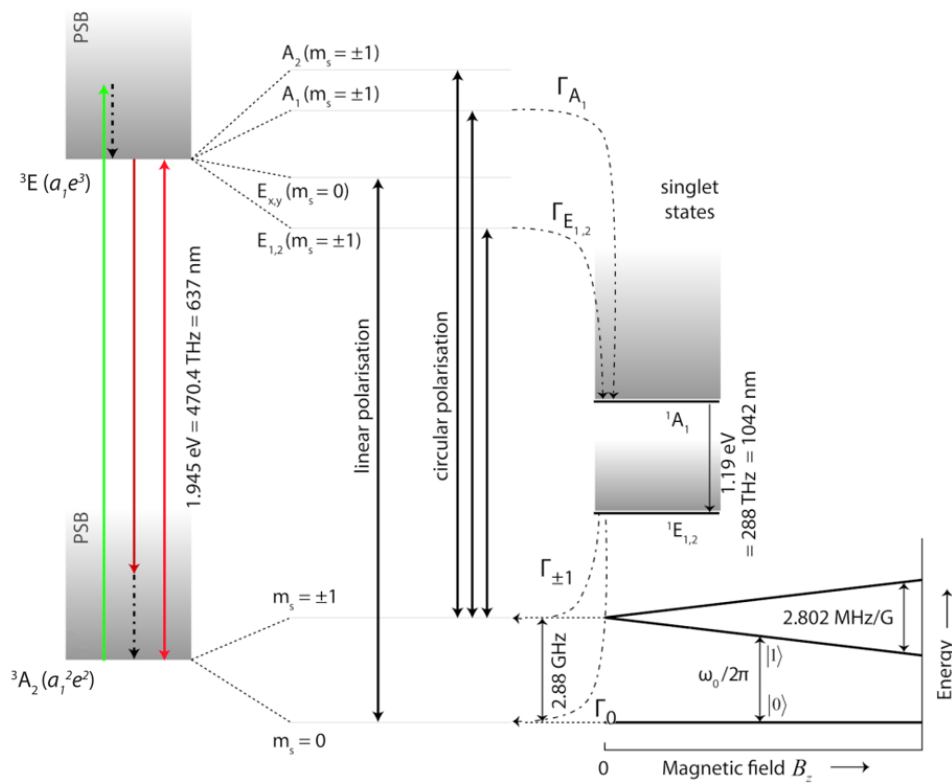 PSB
A₂ (mₛ = ±1)
A₁ (mₛ = ±1)
³E (a₁e³)
Eₓ,ᵧ (mₛ = 0)
E₁,₂ (mₛ = ±1)
Γ_A₁
Γ_E₁,₂
singlet
states
1.945 eV = 470.4 THz = 637 nm
linear polarisation
circular polarisation
¹A₁
1.19 eV
= 288 THz = 1042 nm
¹E₁,₂
PSB
mₛ = ±1
Γ±₁
³A₂ (a₁²e²)
2.88 GHz
mₛ = 0
Γ₀
2.802 MHz/G
|1⟩
ω₀/2π
|0⟩
Energy
0
Magnetic field B_z